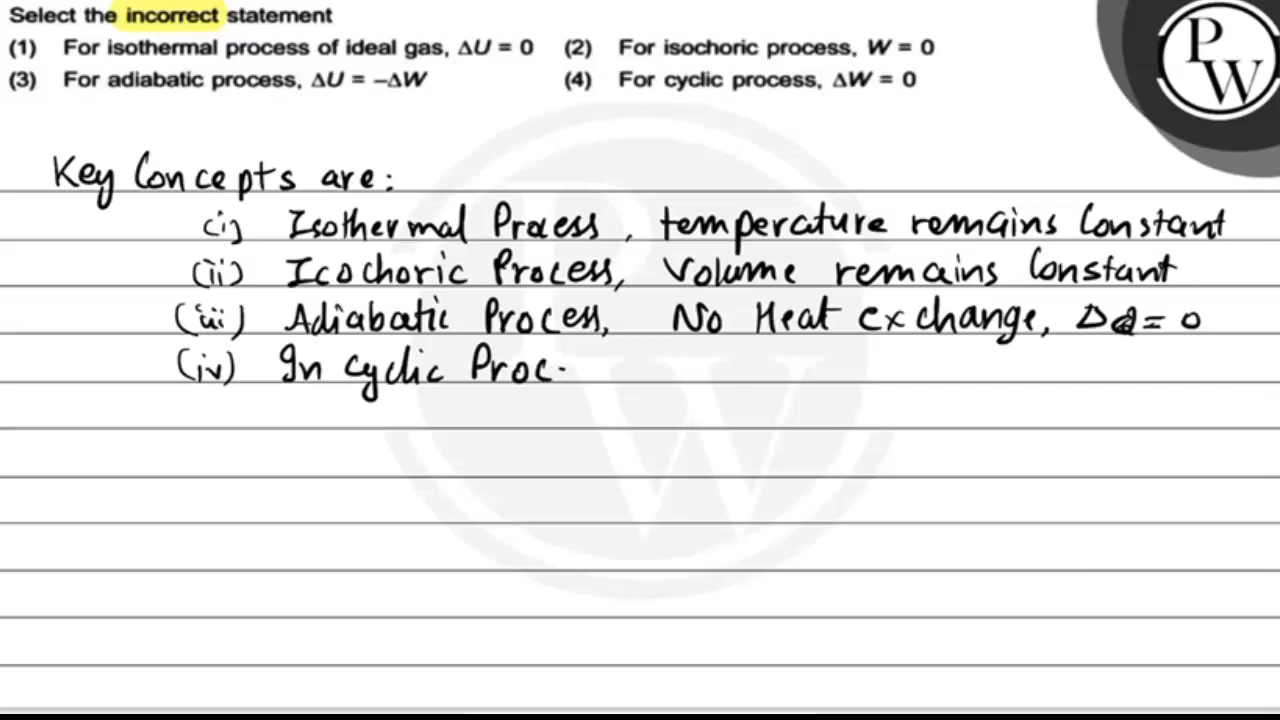 Select the incorrect statement
(1) For isothermal process of ideal gas, ΔU = 0 (2) For isochoric process, W = 0
(3) For adiabatic process, ΔU = –ΔW (4) For cyclic process, ΔW = 0
P
W
Key Concepts are:
(i) Isothermal Process, temperature remains Constant
(ii) Icochoric Process, Volume remains Constant
(iii) Adiabatic Process, No Heat exchange, ΔQ = 0
(iv) In cyclic Proc.